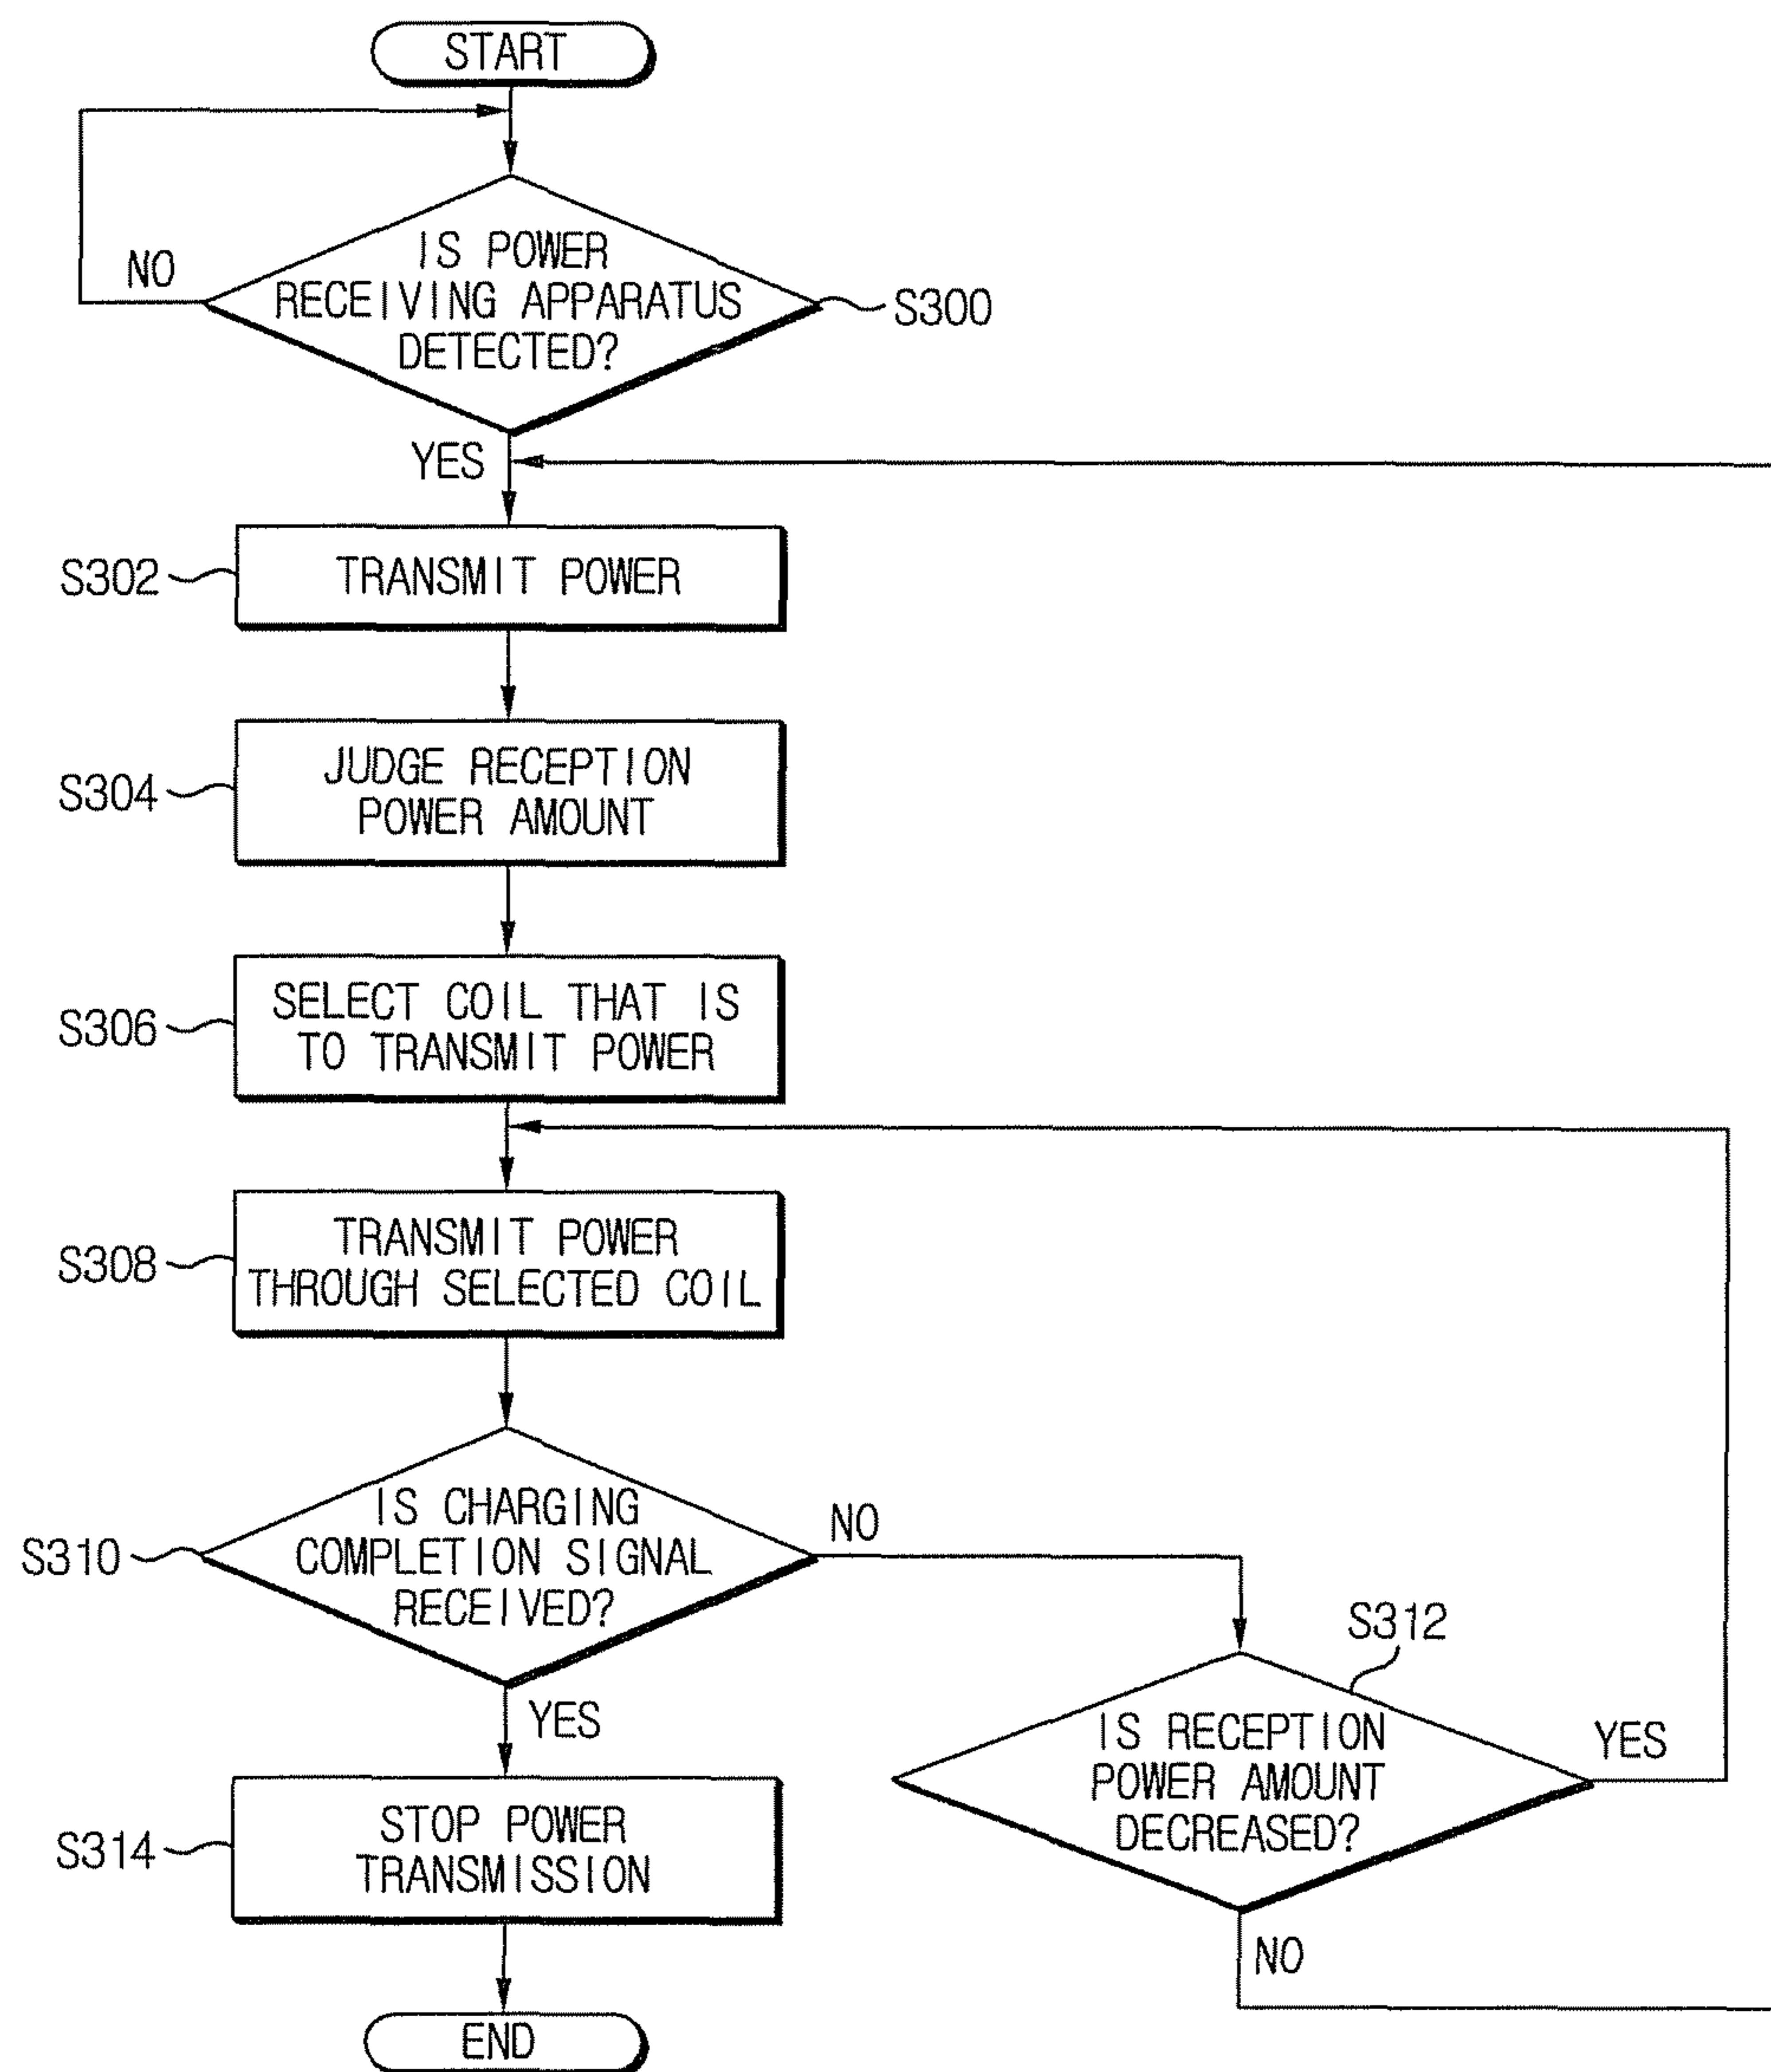 START
IS POWER
RECEIVING APPARATUS
DETECTED?
NO
S300
YES
S302
TRANSMIT POWER
S304
JUDGE RECEPTION
POWER AMOUNT
S306
SELECT COIL THAT IS
TO TRANSMIT POWER
S308
TRANSMIT POWER
THROUGH SELECTED COIL
S310
IS CHARGING
COMPLETION SIGNAL
RECEIVED?
NO
YES
S312
IS RECEPTION
POWER AMOUNT
DECREASED?
YES
NO
S314
STOP POWER
TRANSMISSION
END